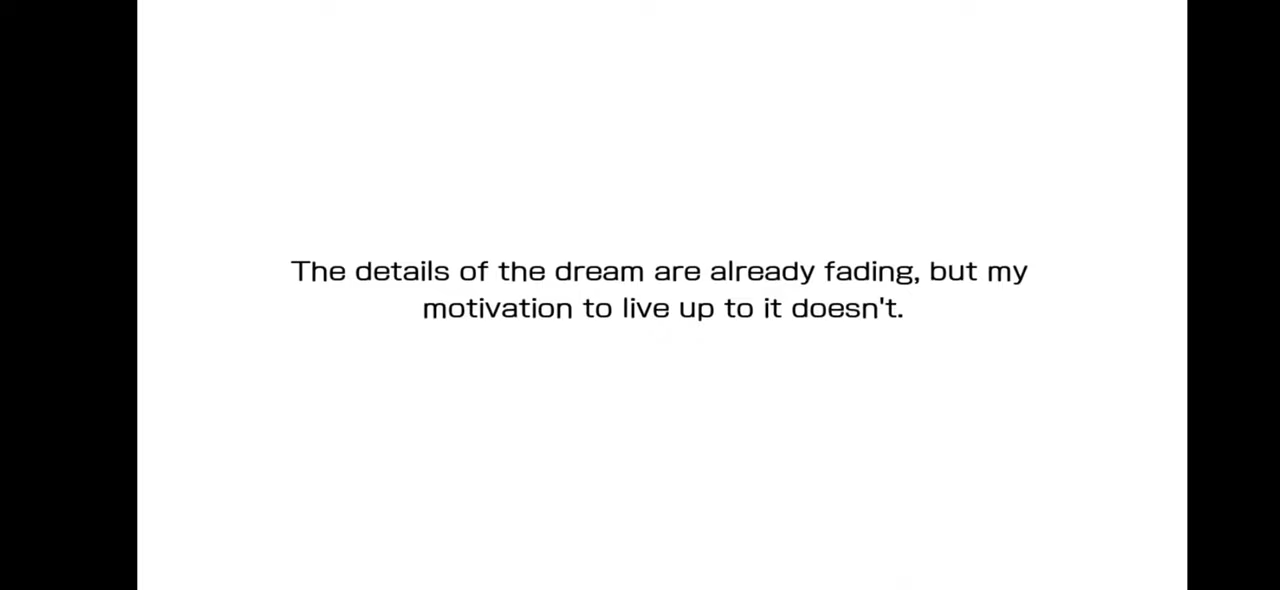 The details of the dream are already fading, but my
motivation to live up to it doesn't.